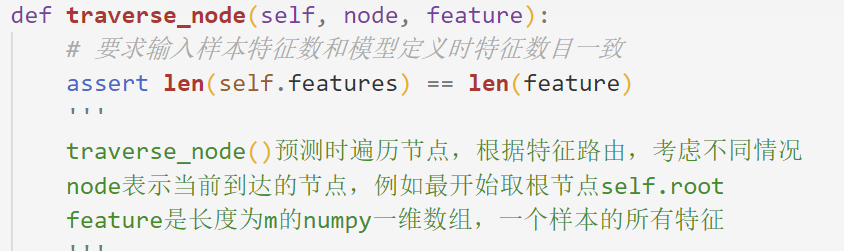 def traverse_node(self, node, feature):
# 要求输入样本特征数和模型定义时特征数目一致
assert len(self.features) == len(feature)
'''
traverse_node()预测时遍历节点，根据特征路由，考虑不同情况
node表示当前到达的节点，例如最开始取根节点self.root
feature是长度为m的numpy一维数组，一个样本的所有特征
'''